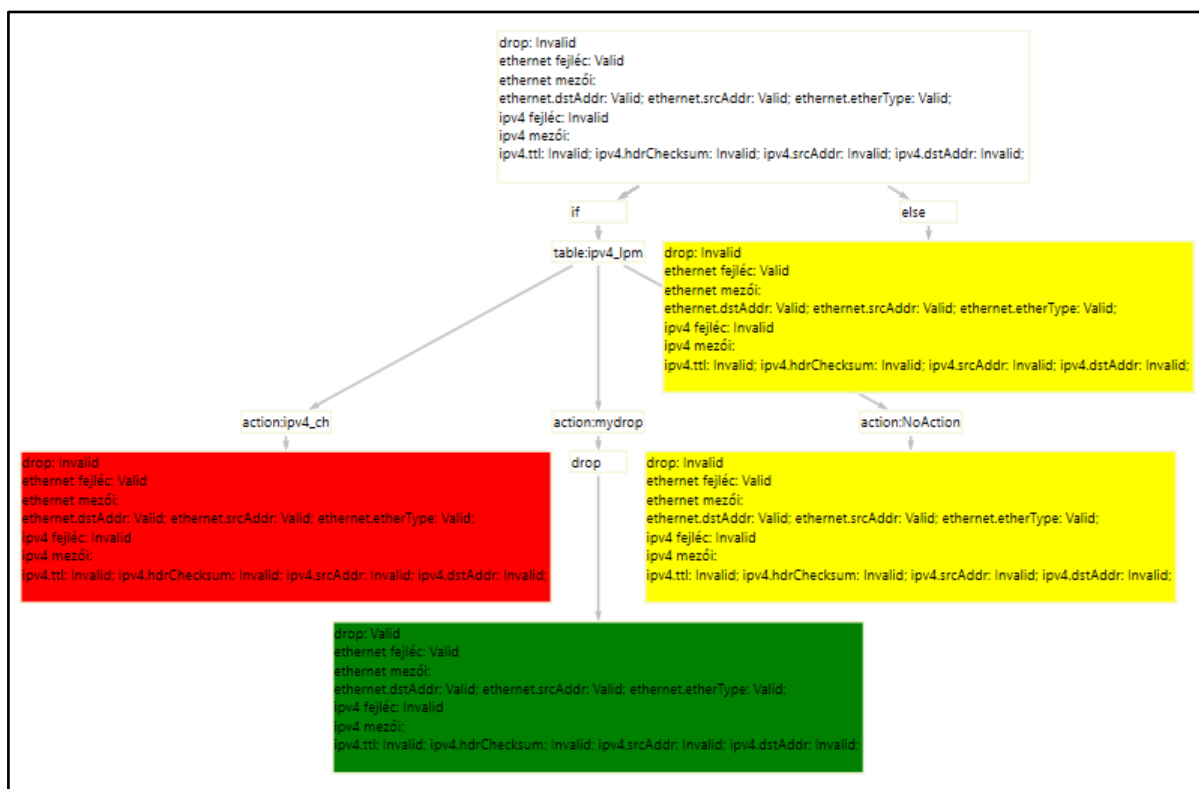 drop: Invalid
ethernet fejléc: Valid
ethernet mezői:
ethernet.dstAddr: Valid; ethernet.srcAddr: Valid; ethernet.etherType: Valid;
ipv4 fejléc: Invalid
ipv4 mezői:
ipv4.ttl: Invalid; ipv4.hdrChecksum: Invalid; ipv4.srcAddr: Invalid; ipv4.dstAddr: Invalid;
if
else
table:ipv4_lpm
drop: Invalid
ethernet fejléc: Valid
ethernet mezői:
ethernet.dstAddr: Valid; ethernet.srcAddr: Valid; ethernet.etherType: Valid;
ipv4 fejléc: Invalid
ipv4 mezői:
ipv4.ttl: Invalid; ipv4.hdrChecksum: Invalid; ipv4.srcAddr: Invalid; ipv4.dstAddr: Invalid;
action:ipv4_ch
action:mydrop
action:NoAction
drop: Invalid
ethernet fejléc: Valid
ethernet mezői:
ethernet.dstAddr: Valid; ethernet.srcAddr: Valid; ethernet.etherType: Valid;
ipv4 fejléc: Invalid
ipv4 mezői:
ipv4.ttl: Invalid; ipv4.hdrChecksum: Invalid; ipv4.srcAddr: Invalid; ipv4.dstAddr: Invalid;
drop
drop: Invalid
ethernet fejléc: Valid
ethernet mezői:
ethernet.dstAddr: Valid; ethernet.srcAddr: Valid; ethernet.etherType: Valid;
ipv4 fejléc: Invalid
ipv4 mezői:
ipv4.ttl: Invalid; ipv4.hdrChecksum: Invalid; ipv4.srcAddr: Invalid; ipv4.dstAddr: Invalid;
drop: Valid
ethernet fejléc: Valid
ethernet mezői:
ethernet.dstAddr: Valid; ethernet.srcAddr: Valid; ethernet.etherType: Valid;
ipv4 fejléc: Invalid
ipv4 mezői:
ipv4.ttl: Invalid; ipv4.hdrChecksum: Invalid; ipv4.srcAddr: Invalid; ipv4.dstAddr: Invalid;